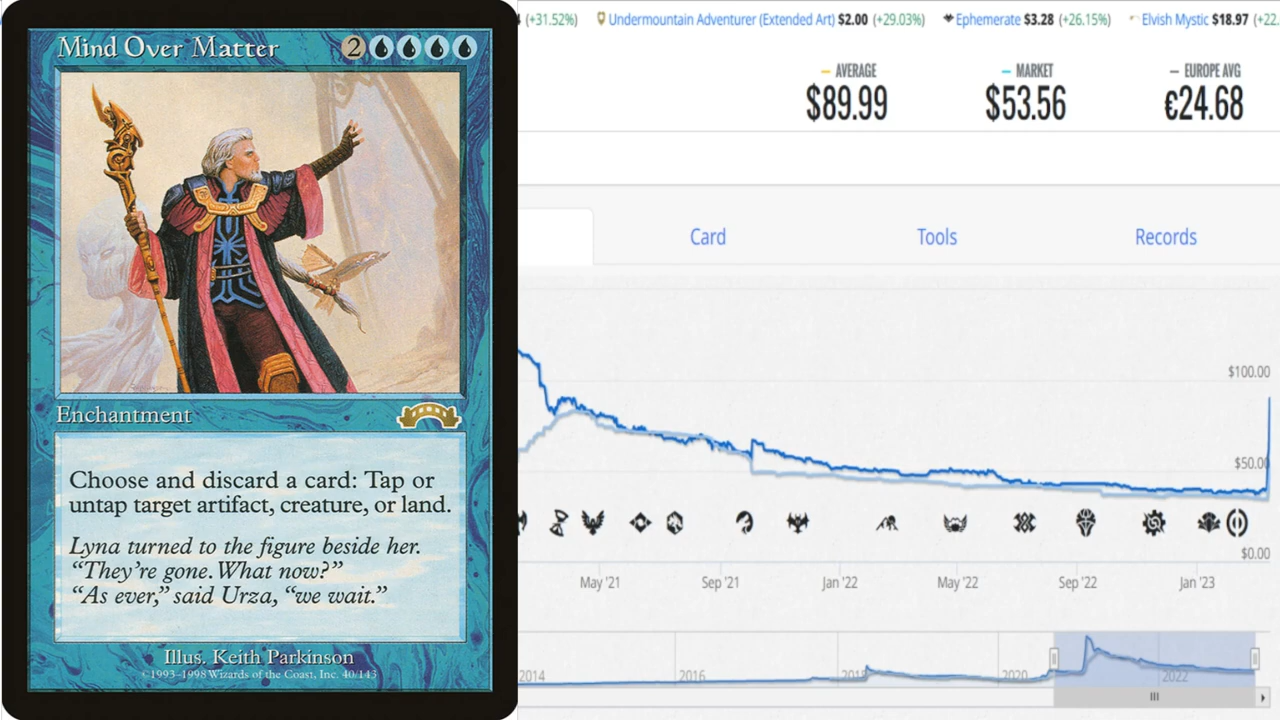 Mind Over Matter 2
Enchantment
Choose and discard a card: Tap or
untap target artifact, creature, or land.
Lyna turned to the figure beside her.
“They’re gone. What now?”
“As ever,” said Urza, “we wait.”
Illus. Keith Parkinson
©1993–1998 Wizards of the Coast, Inc. 40/143
(+31.52%) Undermountain Adventurer (Extended Art) $2.00 (+29.03%) Ephemerate $3.28 (+26.15%) Elvish Mystic $18.97 (+22.
AVERAGE MARKET EUROPE AVG
$89.99 $53.56 €24.68
Card Tools Records
$100.00
$50.00
$0.00
May '21 Sep '21 Jan '22 May '22 Sep '22 Jan '23
2014 2016 2018 2020 2022